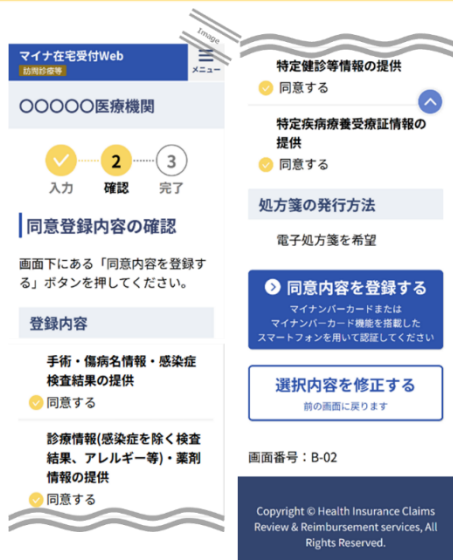 Image
マイナ在宅受付Web
訪問診療等
メニュー
〇〇〇〇〇医療機関
2
3
入力
確認
完了
同意登録内容の確認
画面下にある「同意内容を登録す
る」ボタンを押してください。
登録内容
手術・傷病名情報・感染症
検査結果の提供
同意する
診療情報(感染症を除く検査
結果、アレルギー等)・薬剤
情報の提供
同意する
特定健診等情報の提供
同意する
特定疾病療養受療証情報の
提供
同意する
処方箋の発行方法
電子処方箋を希望
同意内容を登録する
マイナンバーカードまたは
マイナンバーカード機能を搭載した
スマートフォンを用いて認証してください
選択内容を修正する
前の画面に戻ります
画面番号：B-02
Copyright © Health Insurance Claims
Review & Reimbursement services, All
Rights Reserved.